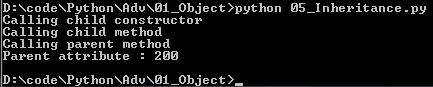 D:\code\Python\Adv\01_Object>python 05_Inheritance.py
Calling child constructor
Calling child method
Calling parent method
Parent attribute : 200
D:\code\Python\Adv\01_Object>_